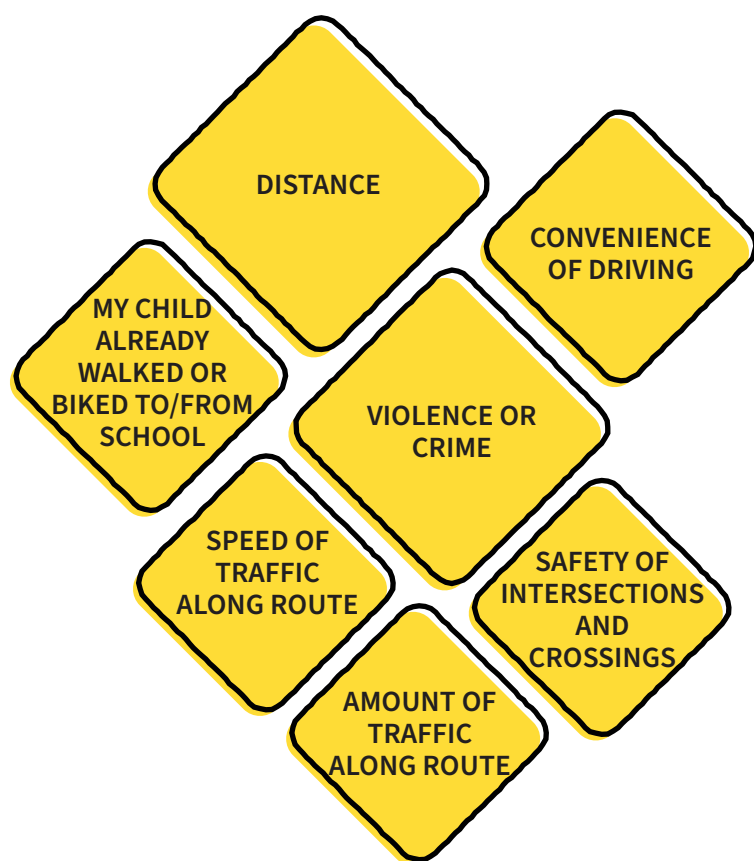 DISTANCE
CONVENIENCE
OF DRIVING
MY CHILD
ALREADY
WALKED OR
BIKED TO/FROM
SCHOOL
VIOLENCE OR
CRIME
SPEED OF
TRAFFIC
ALONG ROUTE
SAFETY OF
INTERSECTIONS
AND
CROSSINGS
AMOUNT OF
TRAFFIC
ALONG ROUTE